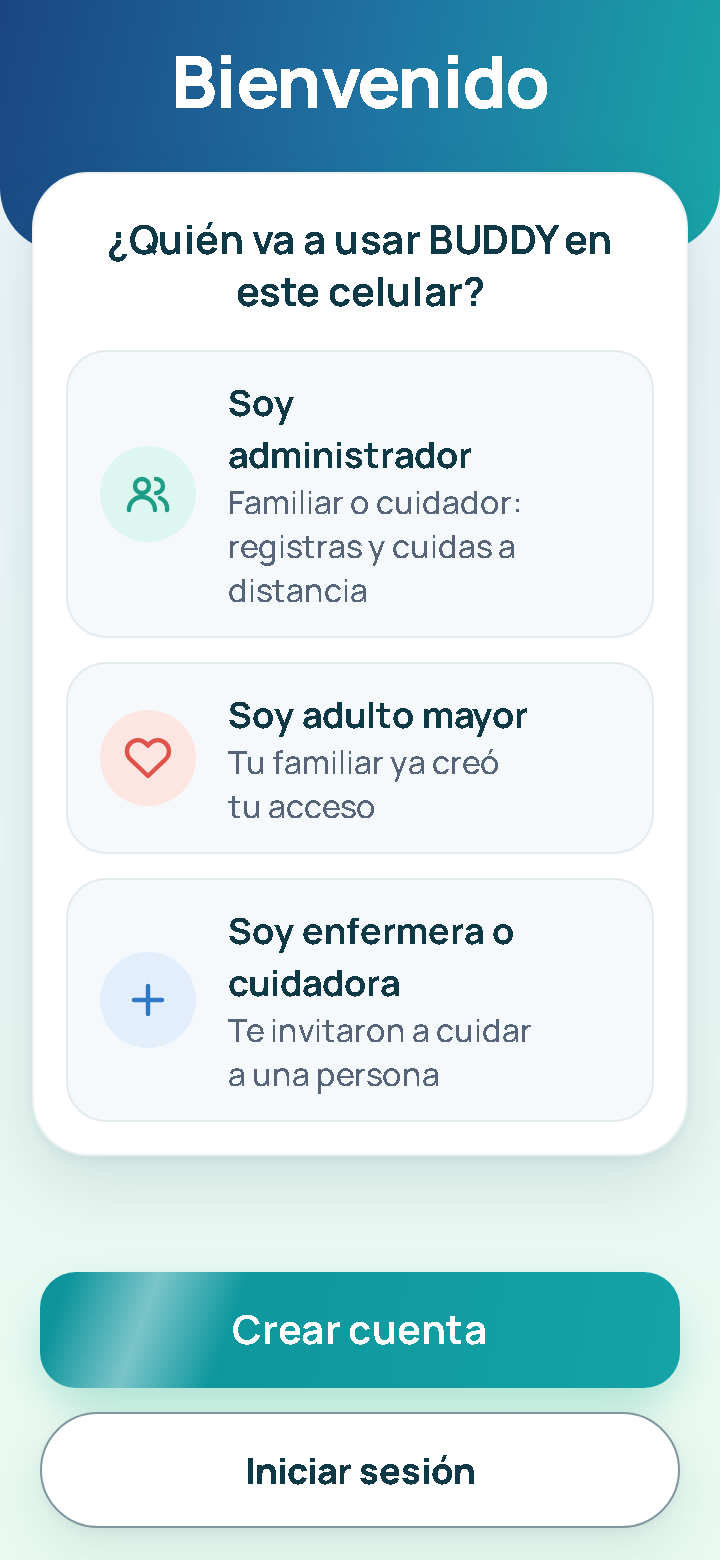 Bienvenido
¿Quién va a usar BUDDY en
este celular?
Soy
administrador
Familiar o cuidador:
registras y cuidas a
distancia
Soy adulto mayor
Tu familiar ya creó
tu acceso
Soy enfermera o
cuidadora
Te invitaron a cuidar
a una persona
Crear cuenta
Iniciar sesión